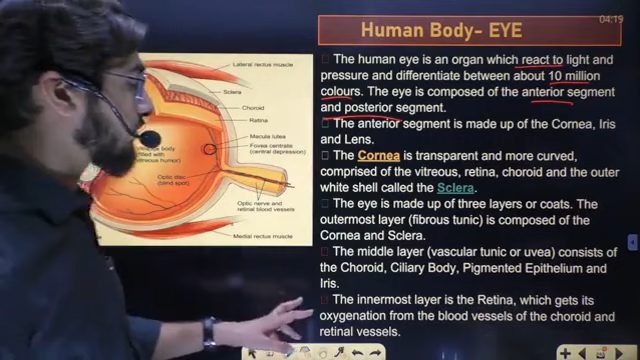 04:19
Human Body- EYE
The human eye is an organ which react to light and
pressure and differentiate between about 10 million
colours. The eye is composed of the anterior segment
and posterior segment.
The anterior segment is made up of the Cornea, Iris
and Lens.
The Cornea is transparent and more curved,
comprised of the vitreous, retina, choroid and the outer
white shell called the Sclera.
The eye is made up of three layers or coats. The
outermost layer (fibrous tunic) is composed of the
Cornea and Sclera.
The middle layer (vascular tunic or uvea) consists of
the Choroid, Ciliary Body, Pigmented Epithelium and
Iris.
The innermost layer is the Retina, which gets its
oxygenation from the blood vessels of the choroid and
retinal vessels.
Lateral rectus muscle
Sclera
Choroid
Retina
Macula lutea
Fovea centrate
(central depression)
body
filled with
humor)
Optic disc
(blind spot)
Optic nerve and
retinal blood vessels
Medial rectus muscle